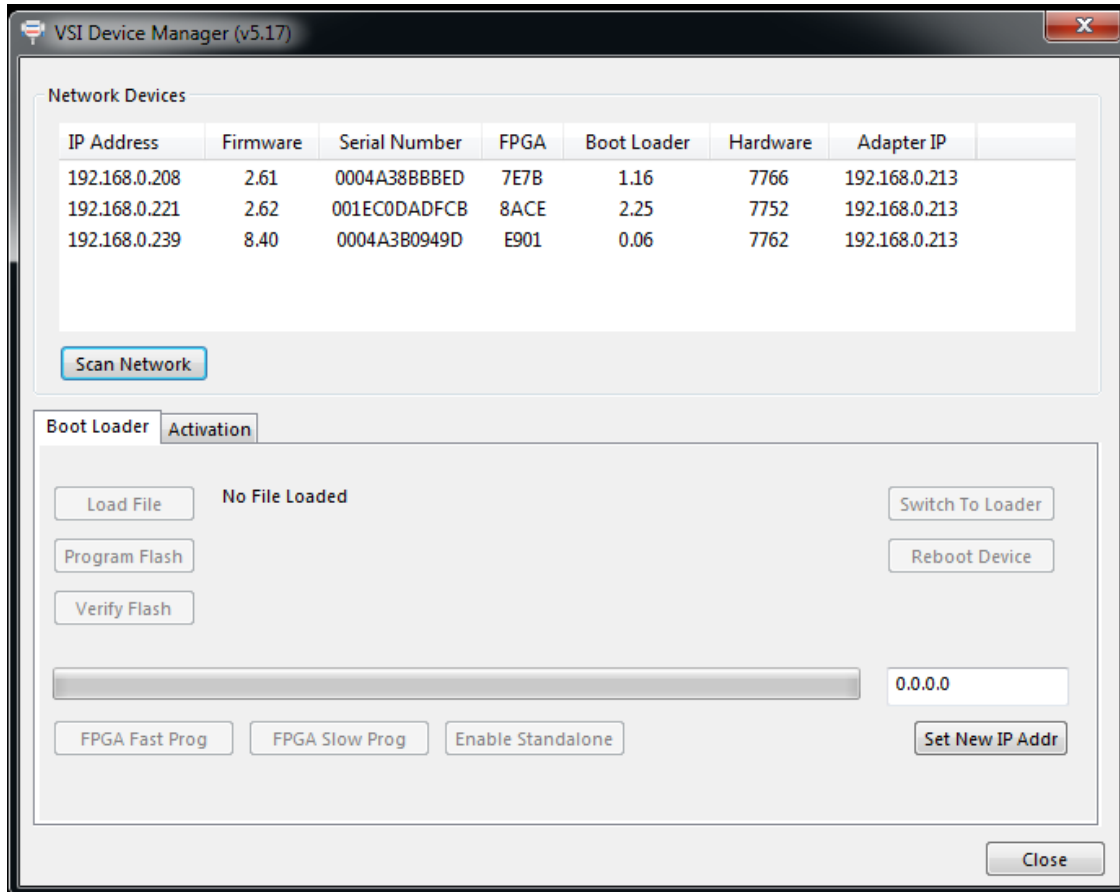 VSI Device Manager (v5.17)
Network Devices
IP Address Firmware Serial Number FPGA Boot Loader Hardware Adapter IP
192.168.0.208 2.61 0004A38BBBED 7E7B 1.16 7766 192.168.0.213
192.168.0.221 2.62 001EC0DADFCB 8ACE 2.25 7752 192.168.0.213
192.168.0.239 8.40 0004A3B0949D E901 0.06 7762 192.168.0.213
Scan Network
Boot Loader Activation
Load File No File Loaded Switch To Loader
Program Flash Reboot Device
Verify Flash
0.0.0.0
FPGA Fast Prog FPGA Slow Prog Enable Standalone Set New IP Addr
Close